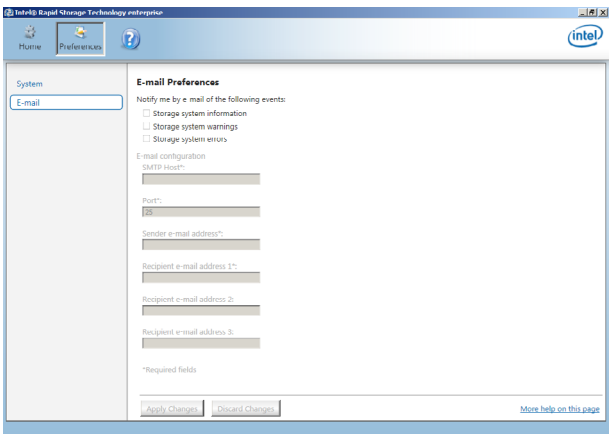 Intel® Rapid Storage Technology enterprise
Home
Preferences
?
intel
System
E-mail
E-mail Preferences
Notify me by e-mail of the following events:
Storage system information
Storage system warnings
Storage system errors
E-mail configuration
SMTP Host*:
Port*:
25
Sender e-mail address*:
Recipient e-mail address 1*:
Recipient e-mail address 2:
Recipient e-mail address 3:
*Required fields
Apply Changes
Discard Changes
More help on this page